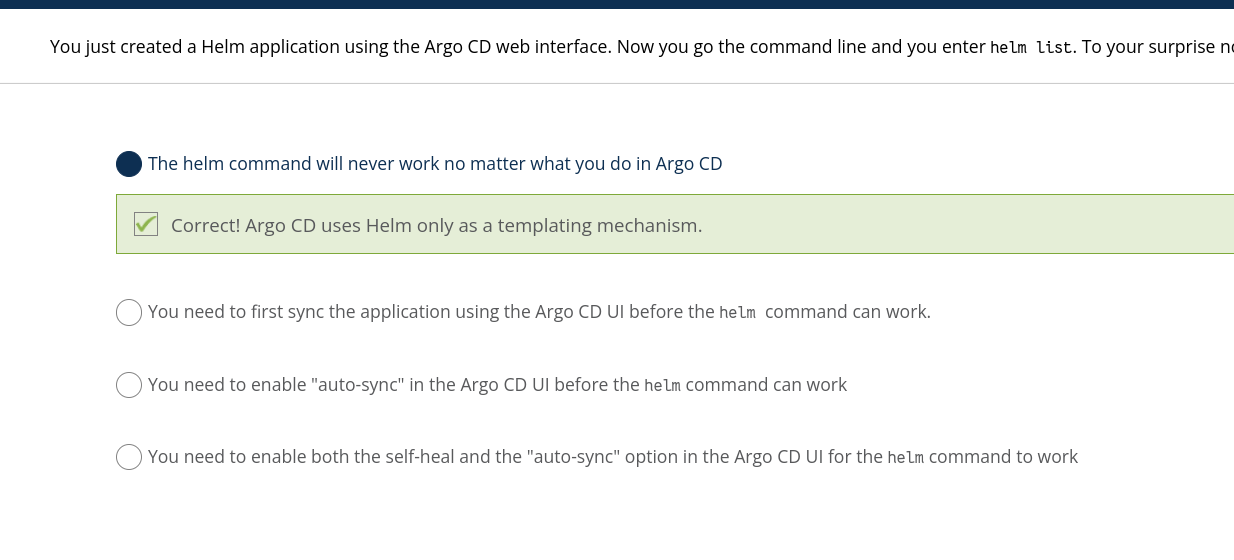 You just created a Helm application using the Argo CD web interface. Now you go the command line and you enter helm list. To your surprise
The helm command will never work no matter what you do in Argo CD
Correct! Argo CD uses Helm only as a templating mechanism.
You need to first sync the application using the Argo CD UI before the helm command can work.
You need to enable "auto-sync" in the Argo CD UI before the helm command can work
You need to enable both the self-heal and the "auto-sync" option in the Argo CD UI for the helm command to work